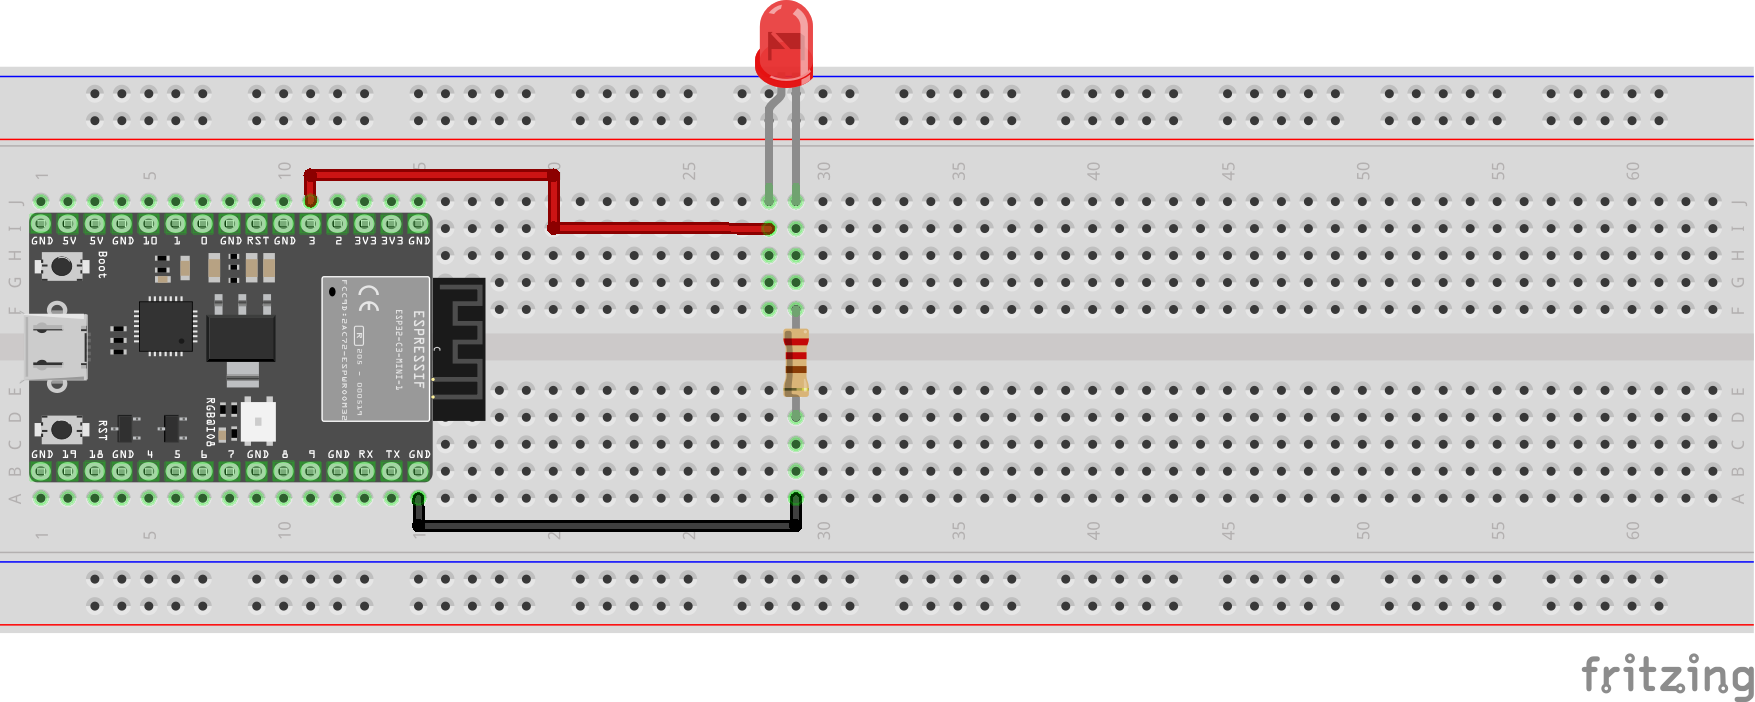 1 5 10 15 20 25 30 35 40 45 50 55 60
J J
I I
H H
G G
F F
GND 5V 5V GND 10 1 0 GND RST GND 3 2 3V3 3V3 GND
Boot
ESPRESSIF
ESP32-C3-MINI-1
CE
R
C
RST
RGB@IO8
GND 19 18 GND 4 5 6 7 GND 8 9 GND RX TX GND
E E
D D
C C
B B
A A
1 5 10 15 20 25 30 35 40 45 50 55 60
fritzing